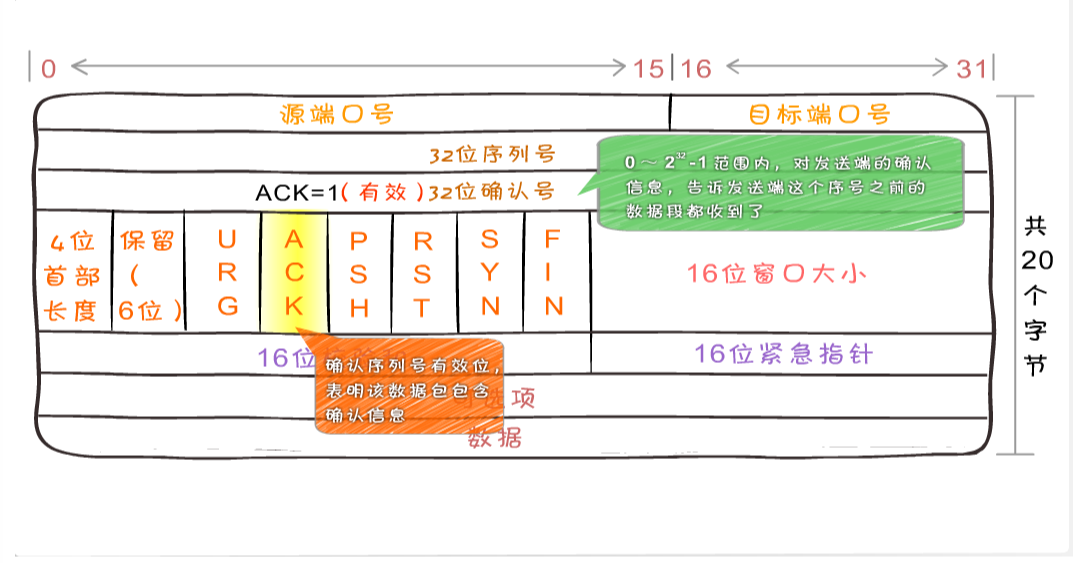 0 15 16 31
源端口号 目标端口号
32位序列号
0 ~ 2^32-1 范围内，对发送端的确认
信息，告诉发送端这个序号之前的
数据段都收到了
ACK=1(有效)32位确认号
4位
首部
长度
保留
(
6位)
URG
ACK
PSH
RST
SYN
FIN
16位窗口大小
共
20
个
字
节
16位
16位紧急指针
确认序列号有效位，
表明该数据包包含
确认信息
选项
数据